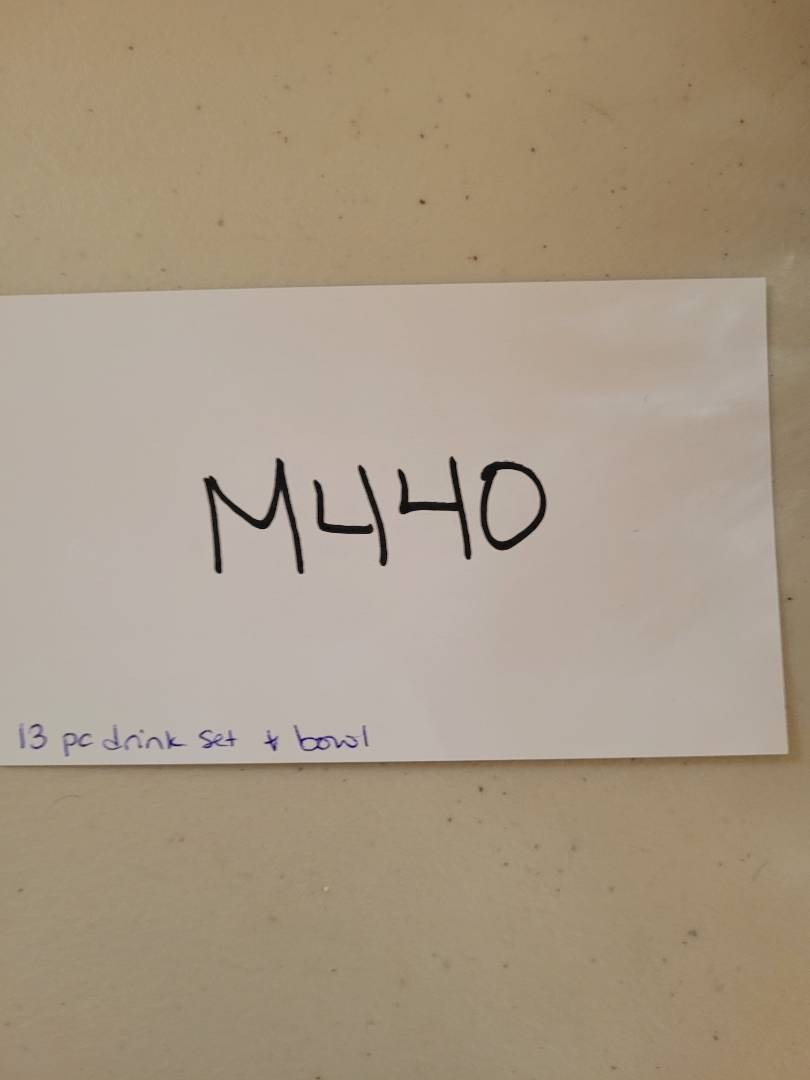 M440
13 pc drink set + bowl